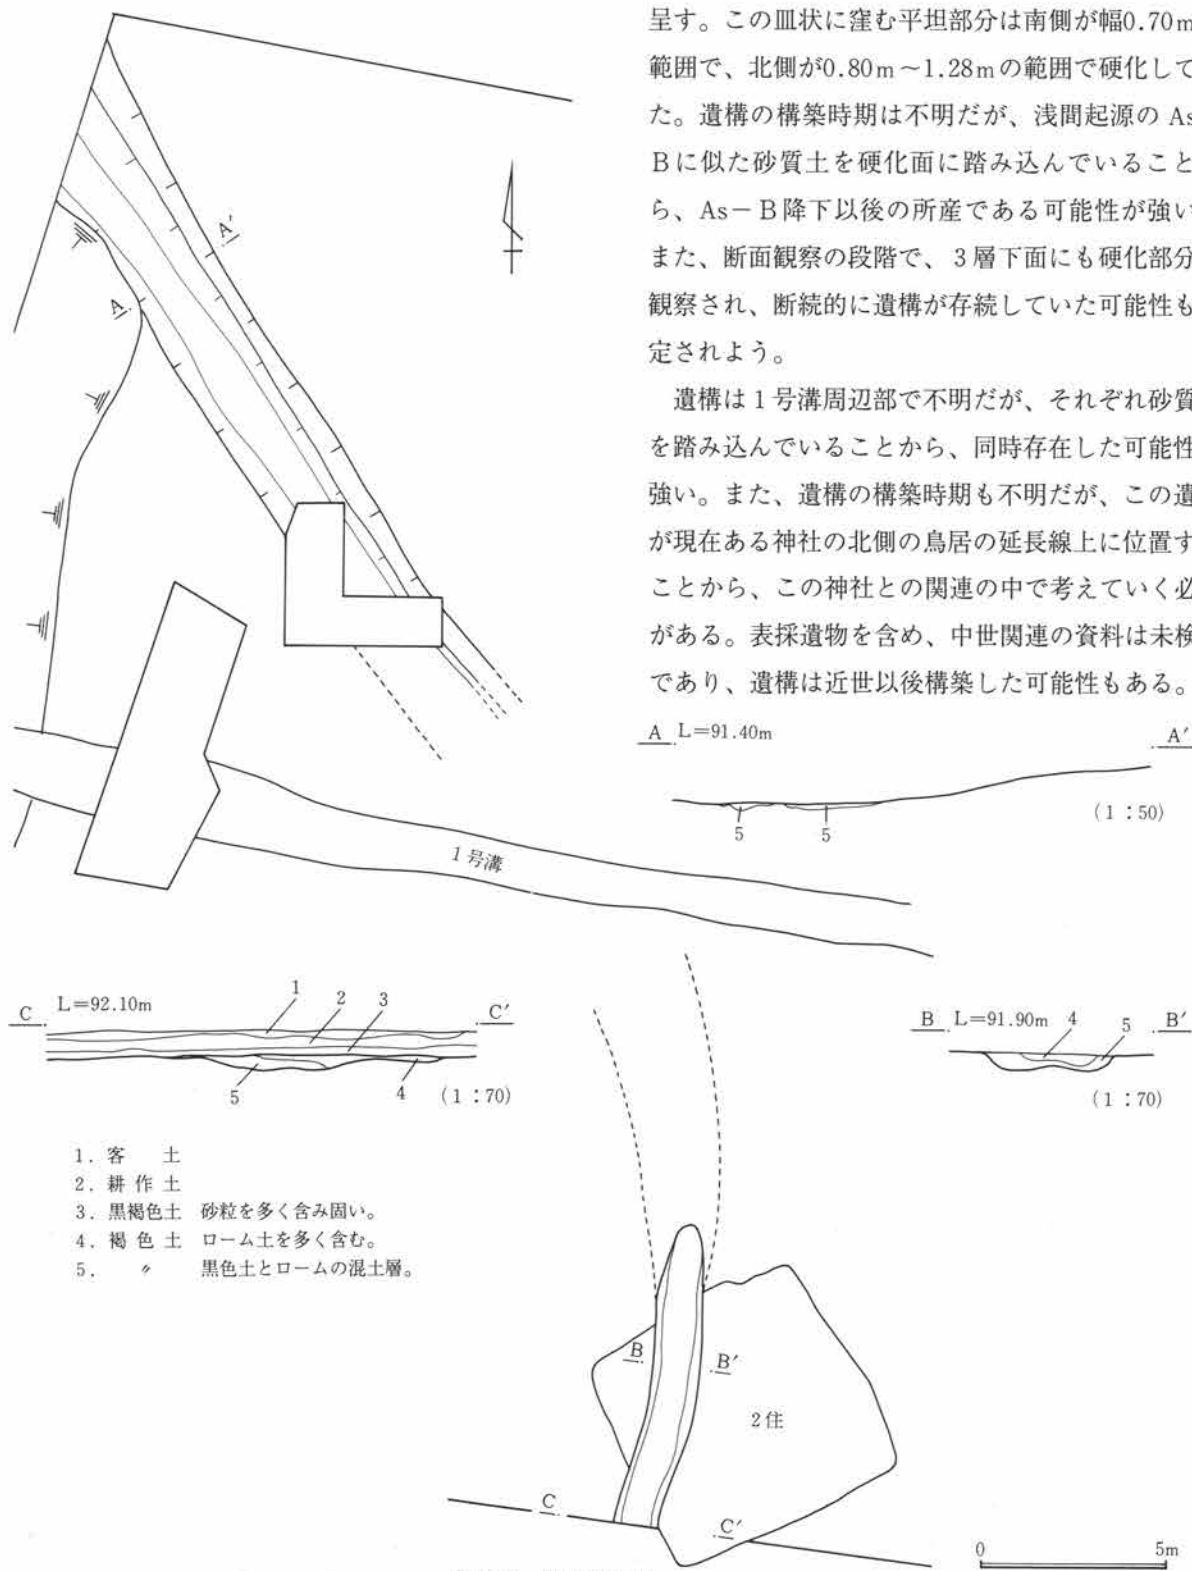 呈す。この皿状に窪む平坦部分は南側が幅0.70m
範囲で、北側が0.80m～1.28mの範囲で硬化して
た。遺構の構築時期は不明だが、浅間起源の As
Bに似た砂質土を硬化面に踏み込んでいること
ら、As－B降下以後の所産である可能性が強い
また、断面観察の段階で、3層下面にも硬化部分
観察され、断続的に遺構が存続していた可能性も
定されよう。
遺構は1号溝周辺部で不明だが、それぞれ砂質
を踏み込んでいることから、同時存在した可能性
強い。また、遺構の構築時期も不明だが、この遺
が現在ある神社の北側の鳥居の延長線上に位置す
ことから、この神社との関連の中で考えていく必
がある。表採遺物を含め、中世関連の資料は未検
であり、遺構は近世以後構築した可能性もある。
A′
A
A L=91.40m A′
5 5
(1：50)
1号溝
C L=92.10m 1 2 3 C′
5 4 (1：70)
B L=91.90m 4 5 B′
(1：70)
1. 客 土
2. 耕 作 土
3. 黒褐色土 砂粒を多く含み固い。
4. 褐 色 土 ローム土を多く含む。
5. 〃 黒色土とロームの混土層。
B
B′
2住
C
C′
0 5m